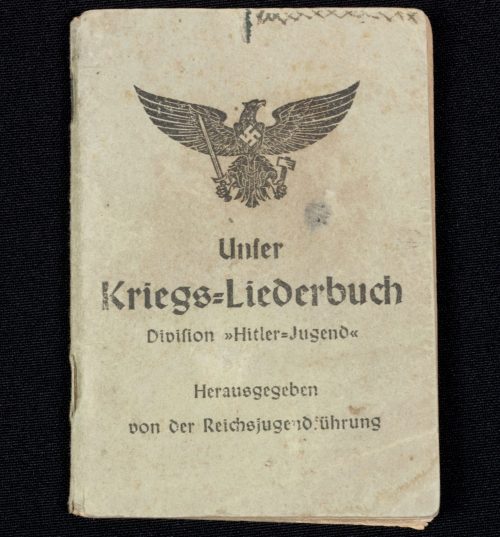 Unſer
Kriegs=Liederbuch
Diviſion »Hitler=Jugend«
Herausgegeben
von der Reichsjugendführung